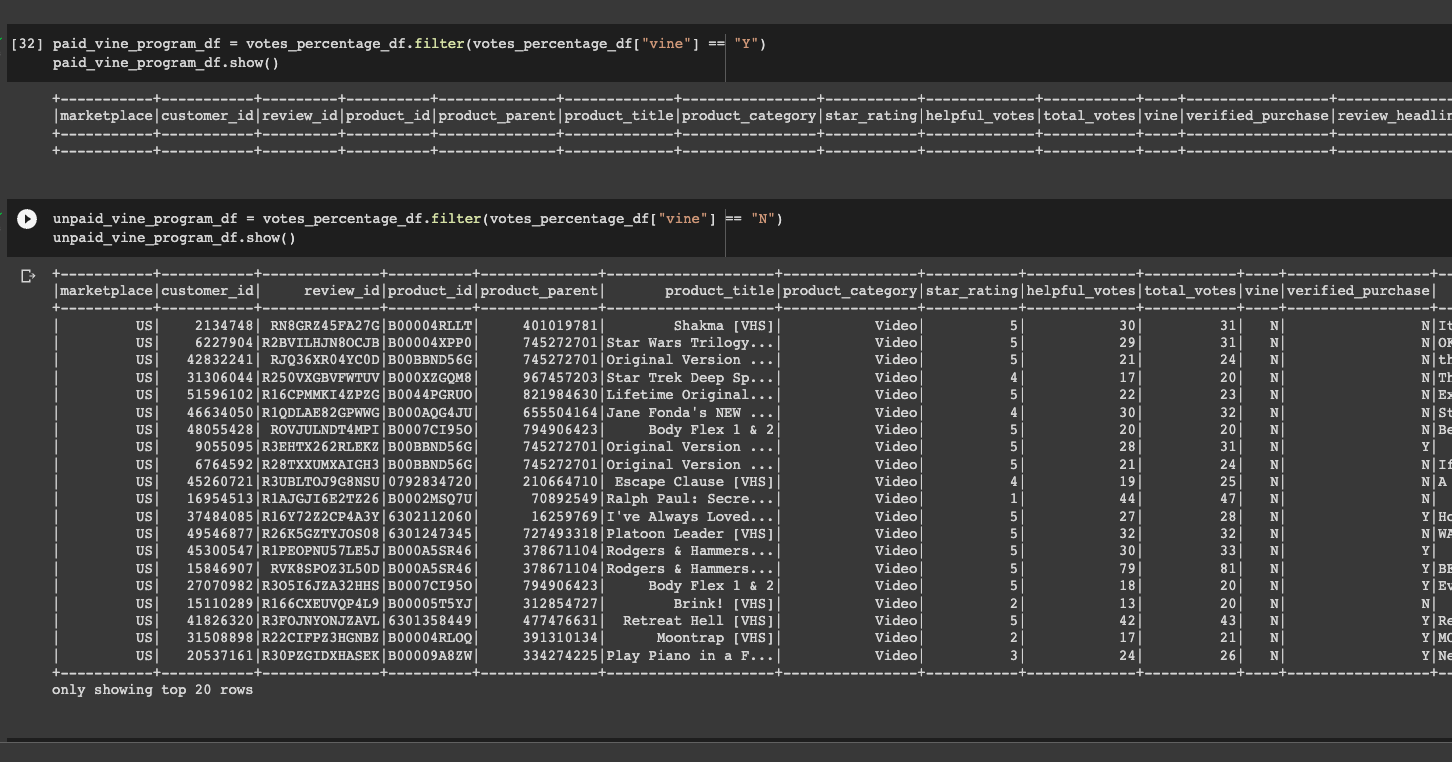 [32] paid_vine_program_df = votes_percentage_df.filter(votes_percentage_df["vine"] == "Y")
paid_vine_program_df.show()
+-----------+-----------+---------+----------+--------------+-------------+----------------+-----------+-------------+-----------+----+-----------------+-------------
|marketplace|customer_id|review_id|product_id|product_parent|product_title|product_category|star_rating|helpful_votes|total_votes|vine|verified_purchase|review_headlin
+-----------+-----------+---------+----------+--------------+-------------+----------------+-----------+-------------+-----------+----+-----------------+-------------
+-----------+-----------+---------+----------+--------------+-------------+----------------+-----------+-------------+-----------+----+-----------------+-------------
unpaid_vine_program_df = votes_percentage_df.filter(votes_percentage_df["vine"] == "N")
unpaid_vine_program_df.show()
+-----------+-----------+--------------+----------+--------------+--------------------+----------------+-----------+-------------+-----------+----+-----------------+--
|marketplace|customer_id|     review_id|product_id|product_parent|       product_title|product_category|star_rating|helpful_votes|total_votes|vine|verified_purchase|
+-----------+-----------+--------------+----------+--------------+--------------------+----------------+-----------+-------------+-----------+----+-----------------+--
|         US|    2134748| RN8GRZ45FA27G|B00004RLLT|     401019781|        Shakma [VHS]|           Video|          5|           30|         31|   N|                N|It
|         US|    6227904|R2BVILHJN8OCJB|B00004XPP0|     745272701|Star Wars Trilogy...|           Video|          5|           29|         31|   N|                N|OK
|         US|   42832241| RJQ36XR04YC0D|B00BBND56G|     745272701|Original Version ...|           Video|          5|           21|         24|   N|                N|th
|         US|   31306044|R250VXGBVFWTUV|B000XZGQM8|     967457203|Star Trek Deep Sp...|           Video|          4|           17|         20|   N|                N|Th
|         US|   51596102|R16CPMMKI4ZPZG|B0044PGRUO|     821984630|Lifetime Original...|           Video|          5|           22|         23|   N|                N|Ex
|         US|   46634050|R1QDLAE82GPWWG|B000AQG4JU|     655504164|Jane Fonda's NEW ...|           Video|          4|           30|         32|   N|                N|St
|         US|   48055428| ROVJULNDT4MPI|B0007CI95O|     794906423|     Body Flex 1 & 2|           Video|          5|           20|         20|   N|                N|Be
|         US|    9055095|R3EHTX262RLEKZ|B00BBND56G|     745272701|Original Version ...|           Video|          5|           28|         31|   N|                Y|
|         US|    6764592|R28TXXUMXAIGH3|B00BBND56G|     745272701|Original Version ...|           Video|          5|           21|         24|   N|                N|If
|         US|   45260721|R3UBLTOJ9G8NSU|0792834720|     210664710| Escape Clause [VHS]|           Video|          4|           19|         25|   N|                N|A
|         US|   16954513|R1AJGJI6E2TZ26|B0002MSQ7U|      70892549|Ralph Paul: Secre...|           Video|          1|           44|         47|   N|                N|
|         US|   37484085|R16Y72Z2CP4A3Y|6302112060|      16259769|I've Always Loved...|           Video|          5|           27|         28|   N|                Y|Ho
|         US|   49546877|R26K5GZTYJOS08|6301247345|     727493318|Platoon Leader [VHS]|           Video|          5|           32|         32|   N|                N|WA
|         US|   45300547|R1PEOPNU57LE5J|B000A5SR46|     378671104|Rodgers & Hammers...|           Video|          5|           30|         33|   N|                Y|
|         US|   15846907| RVK8SPOZ3L50D|B000A5SR46|     378671104|Rodgers & Hammers...|           Video|          5|           79|         81|   N|                Y|BE
|         US|   27070982|R3O5I6JZA32HHS|B0007CI95O|     794906423|     Body Flex 1 & 2|           Video|          5|           18|         20|   N|                Y|Ev
|         US|   15110289|R166CXEUVQP4L9|B00005T5YJ|     312854727|        Brink! [VHS]|           Video|          2|           13|         20|   N|                N|
|         US|   41826320|R3FOJNYONJZAVL|6301358449|     477476631|  Retreat Hell [VHS]|           Video|          5|           42|         43|   N|                Y|Re
|         US|   31508898|R22CIFPZ3HGNBZ|B00004RLOQ|     391310134|      Moontrap [VHS]|           Video|          2|           17|         21|   N|                Y|MO
|         US|   20537161|R30PZGIDXHASEK|B00009A8ZW|     334274225|Play Piano in a F...|           Video|          3|           24|         26|   N|                Y|Ne
+-----------+-----------+--------------+----------+--------------+--------------------+----------------+-----------+-------------+-----------+----+-----------------+--
only showing top 20 rows